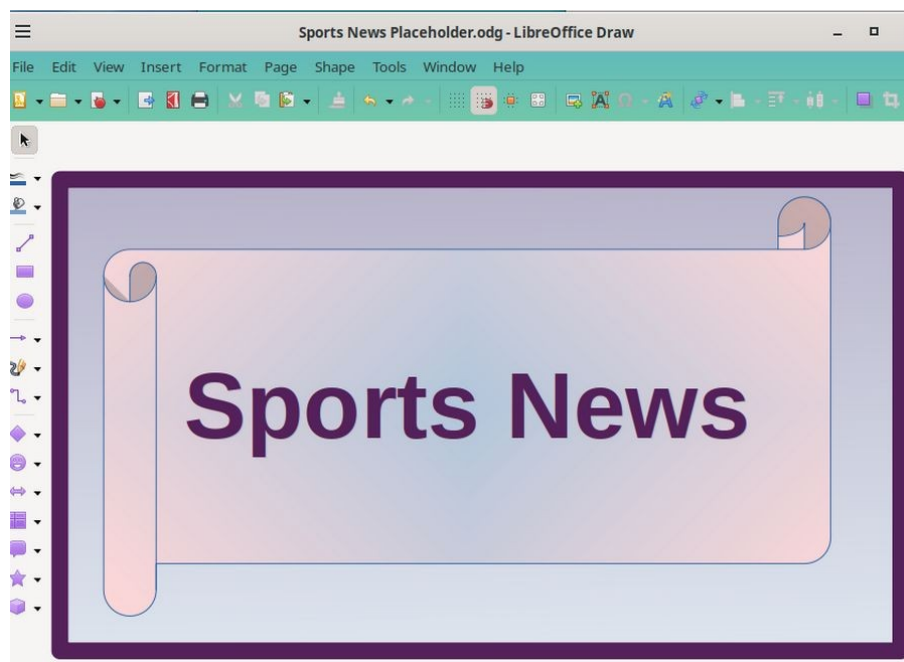 Sports News Placeholder.odg - LibreOffice Draw
File Edit View Insert Format Page Shape Tools Window Help
Sports News